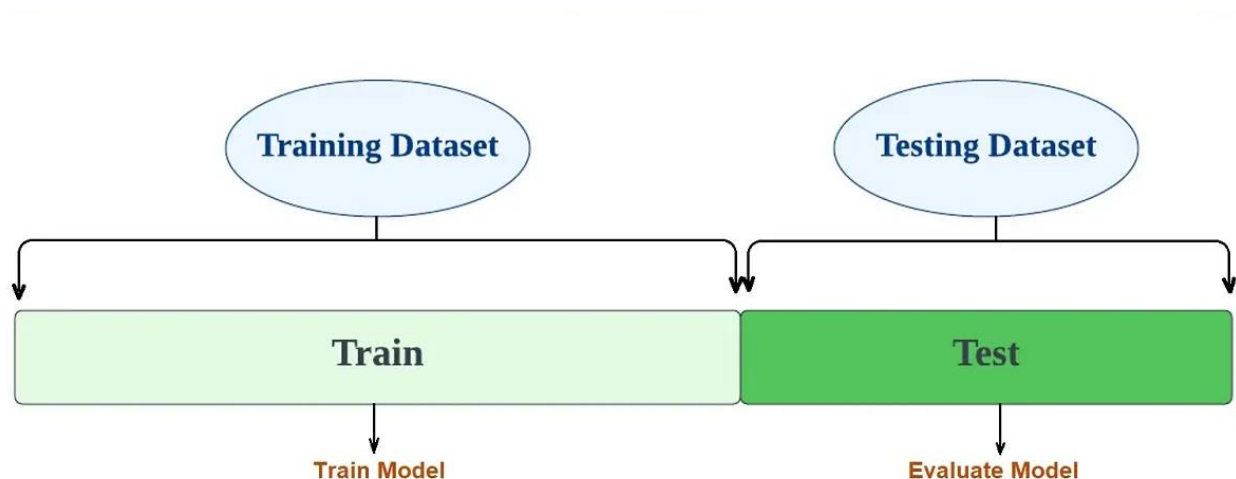 Training Dataset
Testing Dataset
Train
Test
Train Model
Evaluate Model